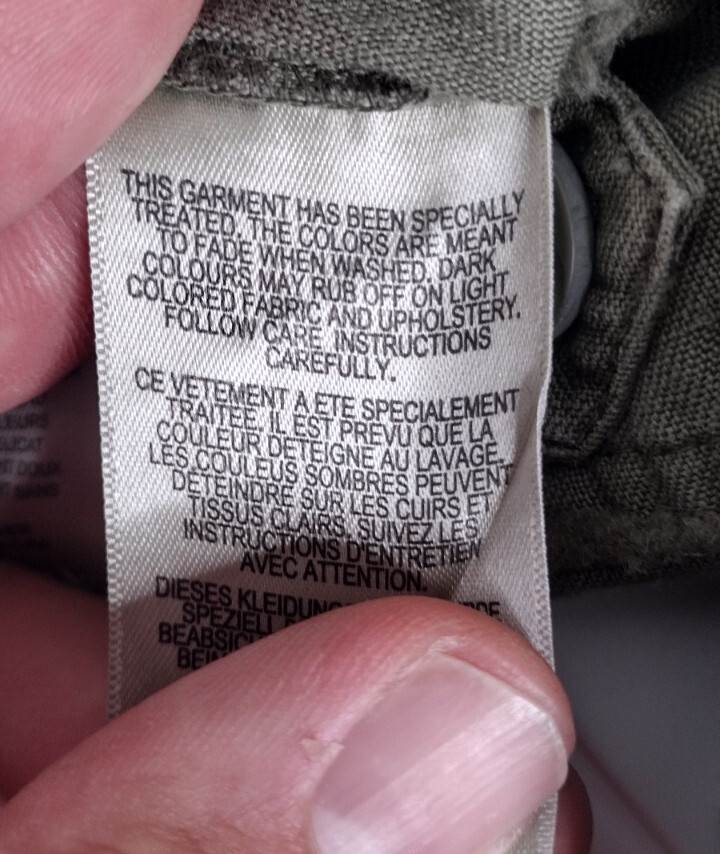 THIS GARMENT HAS BEEN SPECIALLY
TREATED. THE COLORS ARE MEANT
TO FADE WHEN WASHED. DARK
COLOURS MAY RUB OFF ON LIGHT
COLORED FABRIC AND UPHOLSTERY.
FOLLOW CARE INSTRUCTIONS
CAREFULLY.
CE VETEMENT A ETE SPECIALEMENT
TRAITEE. IL EST PREVU QUE LA
COULEUR DETEIGNE AU LAVAGE.
LES COULEUS SOMBRES PEUVENT
DETEINDRE SUR LES CUIRS ET
TISSUS CLAIRS. SUIVEZ LES
INSTRUCTIONS D'ENTRETIEN
AVEC ATTENTION.
DIESES
SPEZIELL